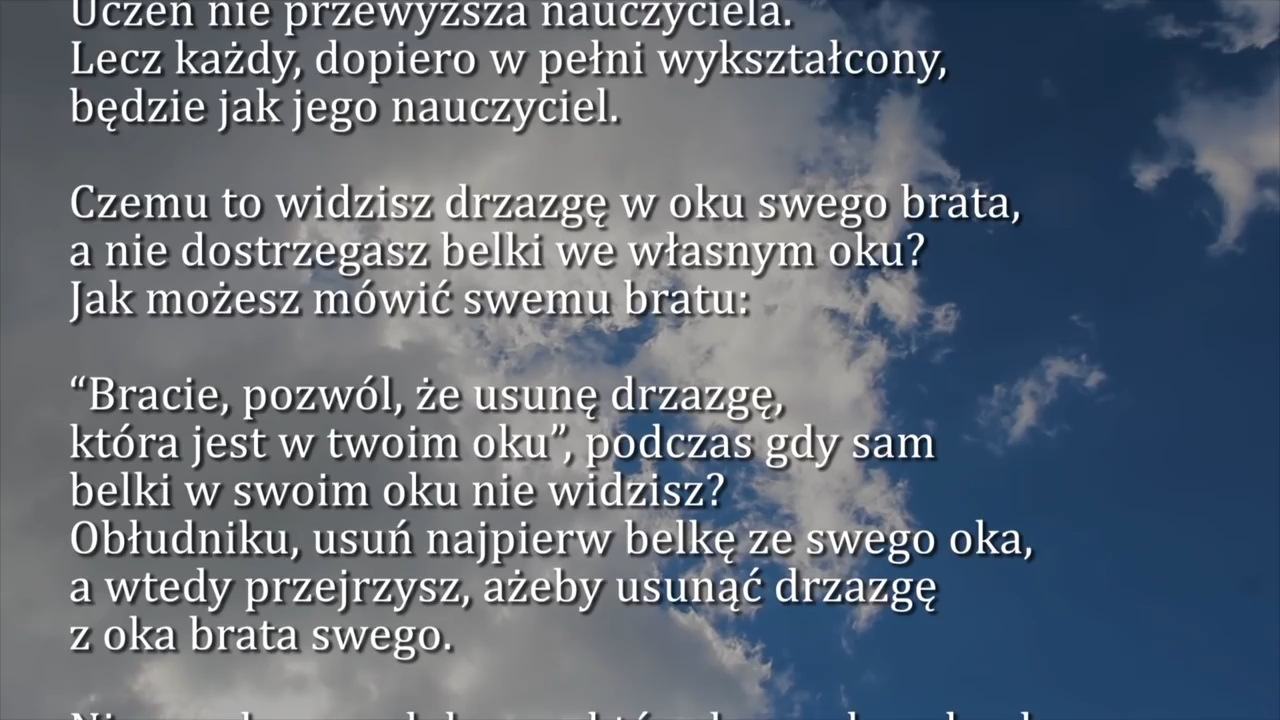 Uczeń nie przewyższa nauczyciela.
Lecz każdy, dopiero w pełni wykształcony,
będzie jak jego nauczyciel.
Czemu to widzisz drzazgę w oku swego brata,
a nie dostrzegasz belki we własnym oku?
Jak możesz mówić swemu bratu:
“Bracie, pozwól, że usunę drzazgę,
która jest w twoim oku”, podczas gdy sam
belki w swoim oku nie widzisz?
Obłudniku, usuń najpierw belkę ze swego oka,
a wtedy przejrzysz, ażeby usunąć drzazgę
z oka brata swego.